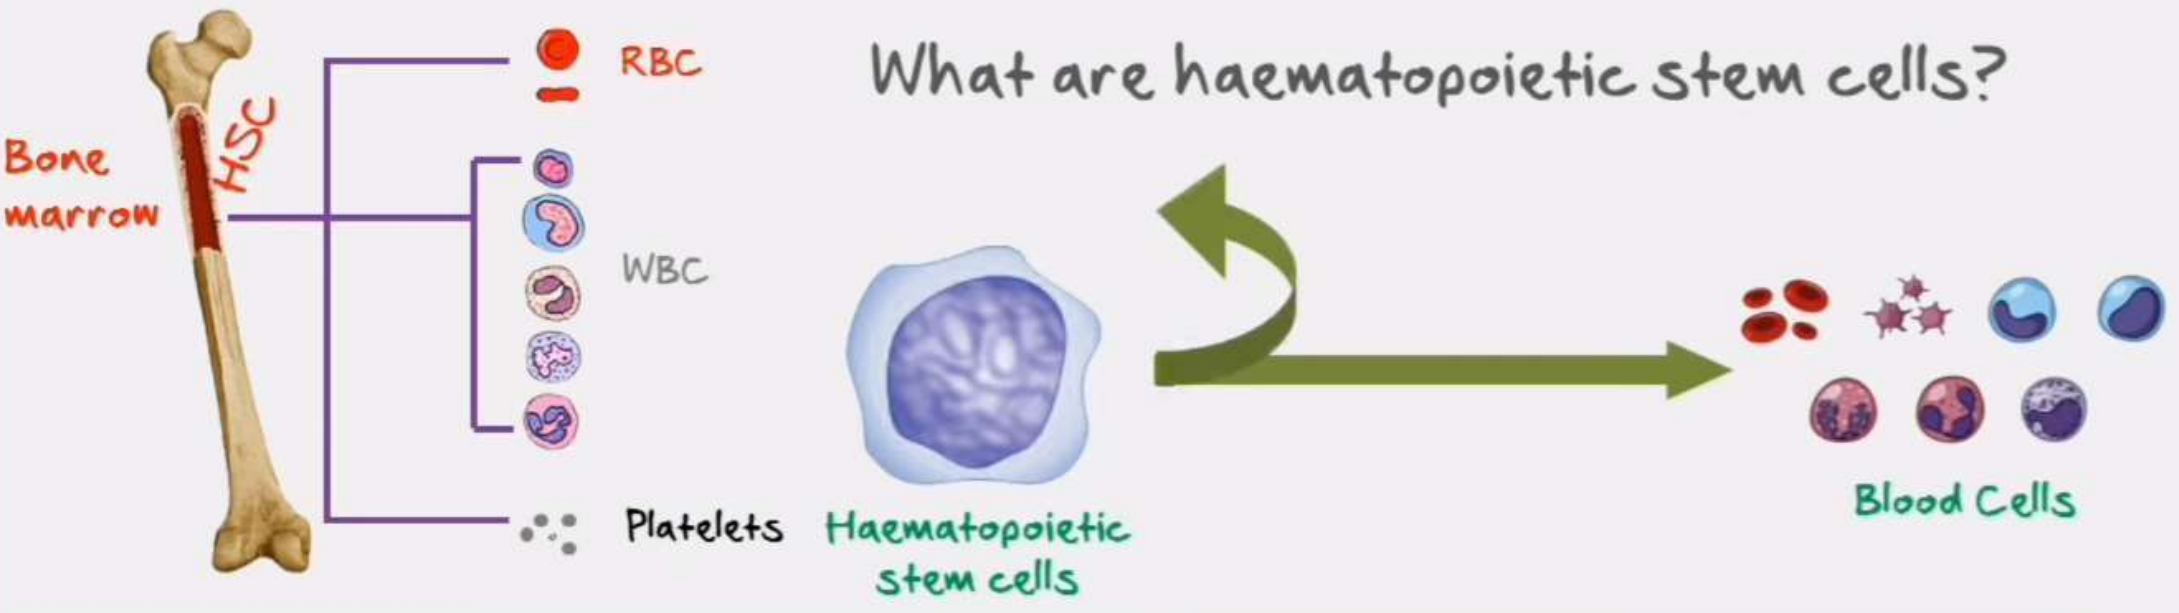 What are haematopoietic stem cells?
Bone
marrow
HSC
RBC
WBC
Platelets
Haematopoietic
stem cells
Blood Cells